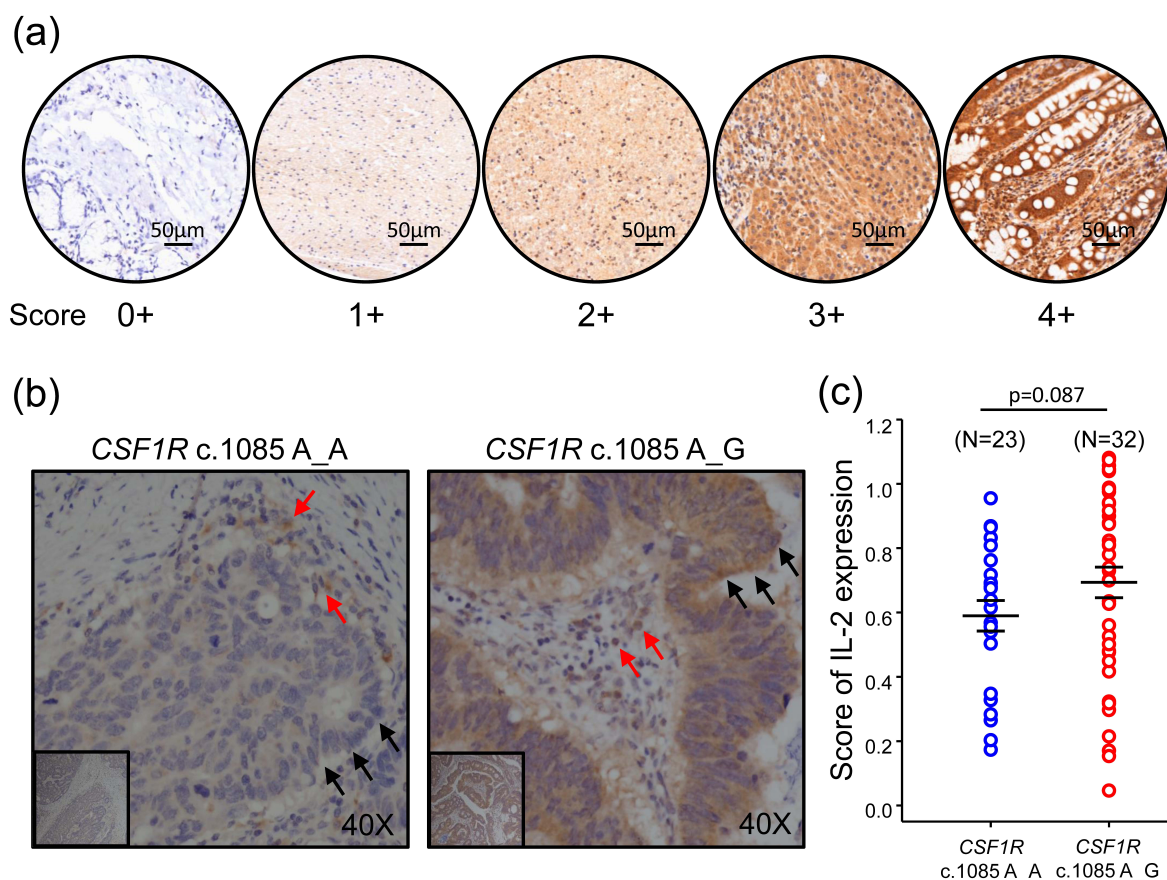 (a)
50μm 50μm 50μm 50μm 50μm
Score 0+ 1+ 2+ 3+ 4+
(b)
CSF1R c.1085 A_A
CSF1R c.1085 A_G
40X
40X
(c)
p=0.087
(N=23) (N=32)
Score of IL-2 expression
1.2
1.0
0.8
0.6
0.4
0.2
0.0
CSF1R
c.1085 A_A
CSF1R
c.1085 A_G